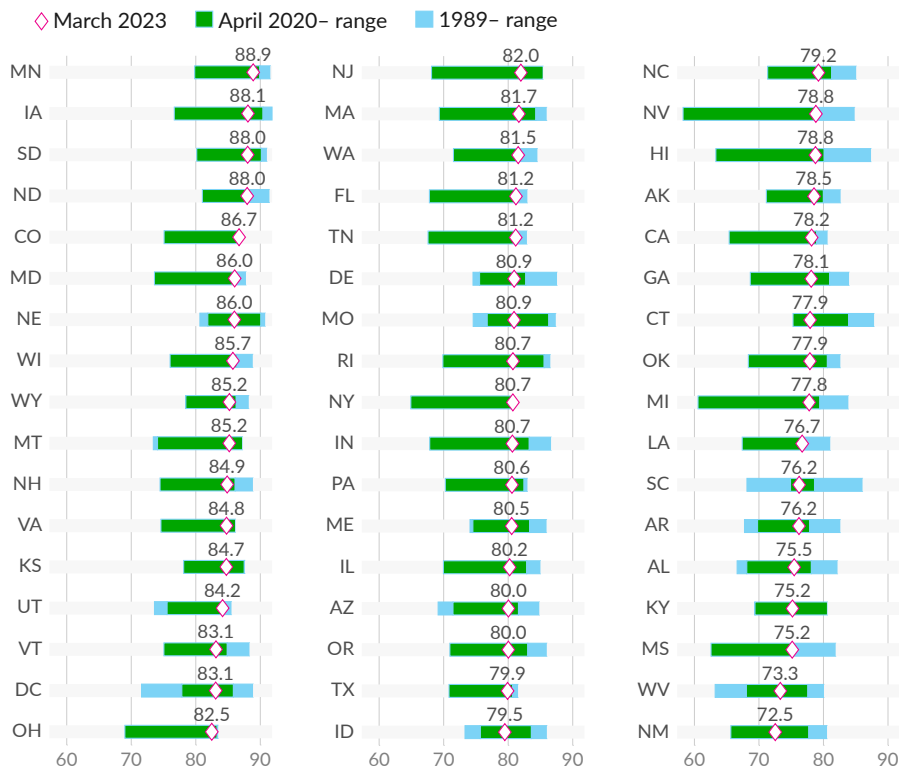 March 2023 April 2020– range 1989– range
MN 88.9
IA 88.1
SD 88.0
ND 88.0
CO 86.7
MD 86.0
NE 86.0
WI 85.7
WY 85.2
MT 85.2
NH 84.9
VA 84.8
KS 84.7
UT 84.2
VT 83.1
DC 83.1
OH 82.5
60 70 80 90
NJ 82.0
MA 81.7
WA 81.5
FL 81.2
TN 81.2
DE 80.9
MO 80.9
RI 80.7
NY 80.7
IN 80.7
PA 80.6
ME 80.5
IL 80.2
AZ 80.0
OR 80.0
TX 79.9
ID 79.5
60 70 80 90
NC 79.2
NV 78.8
HI 78.8
AK 78.5
CA 78.2
GA 78.1
CT 77.9
OK 77.9
MI 77.8
LA 76.7
SC 76.2
AR 76.2
AL 75.5
KY 75.2
MS 75.2
WV 73.3
NM 72.5
60 70 80 90